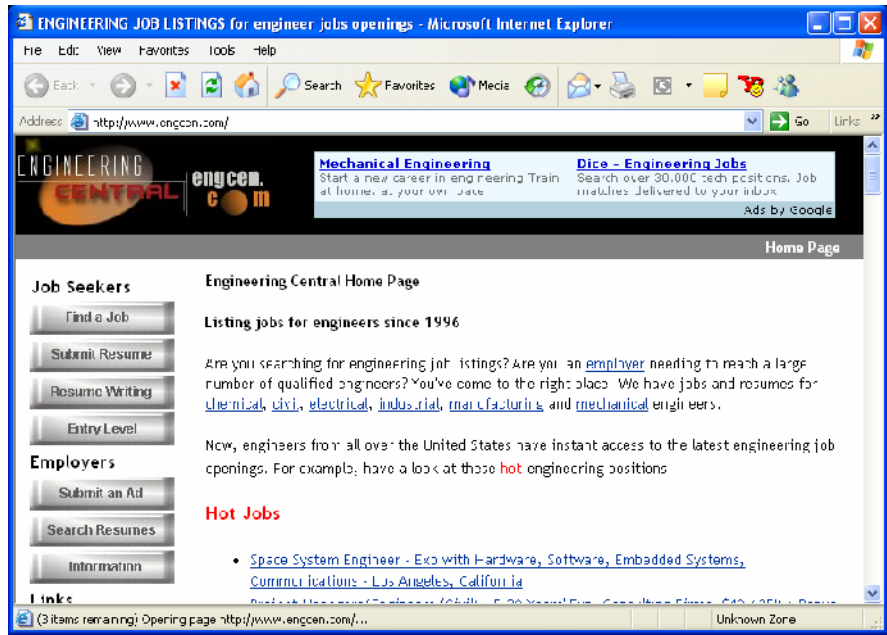 ENGINEERING JOB LISTINGS for engineer jobs openings - Microsoft Internet Explorer
File Edit View Favorites Tools Help
Back Search Favorites Media
Address http://www.engcen.com/ Go Links »
ENGINEERING
CENTRAL
engcen.
com
Mechanical Engineering
Start a new career in engineering Train
at home, at your own pace
Dice - Engineering Jobs
Search over 30,000 tech positions. Job
matches delivered to your inbox
Ads by Google
Home Page
Job Seekers
Find a Job
Submit Resume
Resume Writing
Entry Level
Employers
Submit an Ad
Search Resumes
Information
Links
Engineering Central Home Page
Listing jobs for engineers since 1996
Are you searching for engineering job listings? Are you an employer needing to reach a large
number of qualified engineers? You've come to the right place. We have jobs and resumes for
chemical, civil, electrical, industrial, manufacturing and mechanical engineers.
Now, engineers from all over the United States have instant access to the latest engineering job
openings. For example, have a look at these hot engineering positions
Hot Jobs
• Space System Engineer - Exp with Hardware, Software, Embedded Systems,
Communications - Los Angeles, California
(3 items remaining) Opening page http://www.engcen.com/...
Unknown Zone